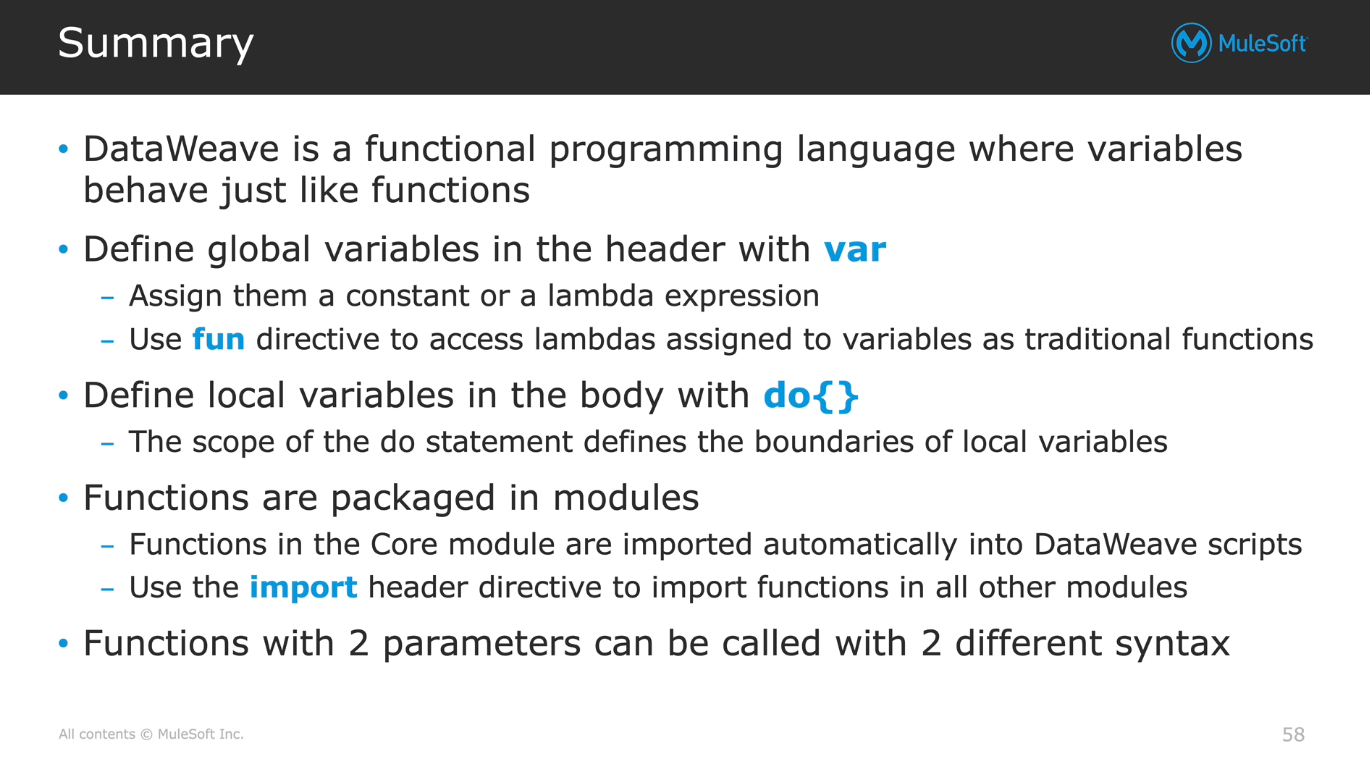 Summary
MuleSoft
• DataWeave is a functional programming language where variables
behave just like functions
• Define global variables in the header with var
– Assign them a constant or a lambda expression
– Use fun directive to access lambdas assigned to variables as traditional functions
• Define local variables in the body with do{}
– The scope of the do statement defines the boundaries of local variables
• Functions are packaged in modules
– Functions in the Core module are imported automatically into DataWeave scripts
– Use the import header directive to import functions in all other modules
• Functions with 2 parameters can be called with 2 different syntax
All contents © MuleSoft Inc.
58